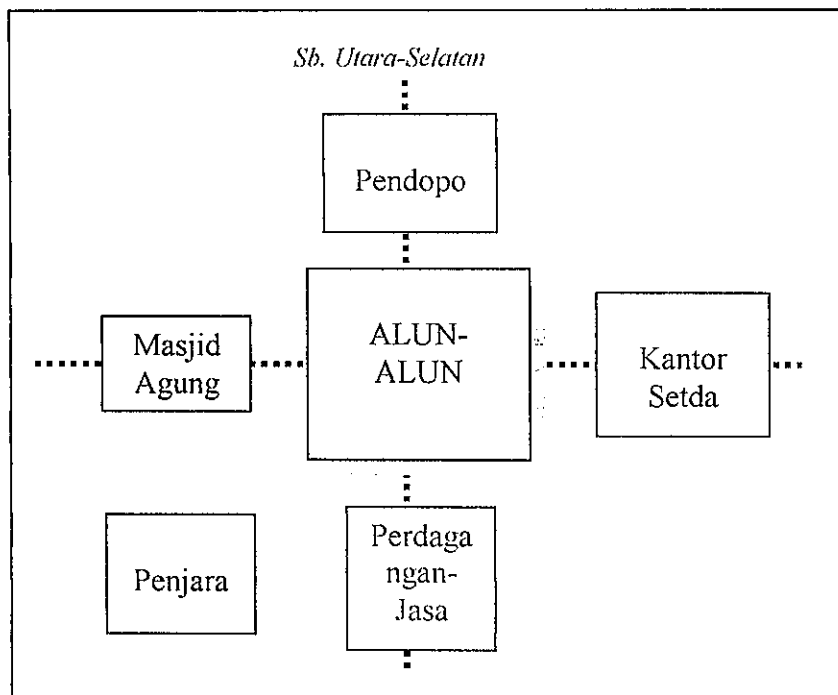 Sb. Utara-Selatan
Pendopo
Masjid
Agung
ALUN-
ALUN
Kantor
Setda
Penjara
Perdaga
ngan-
Jasa